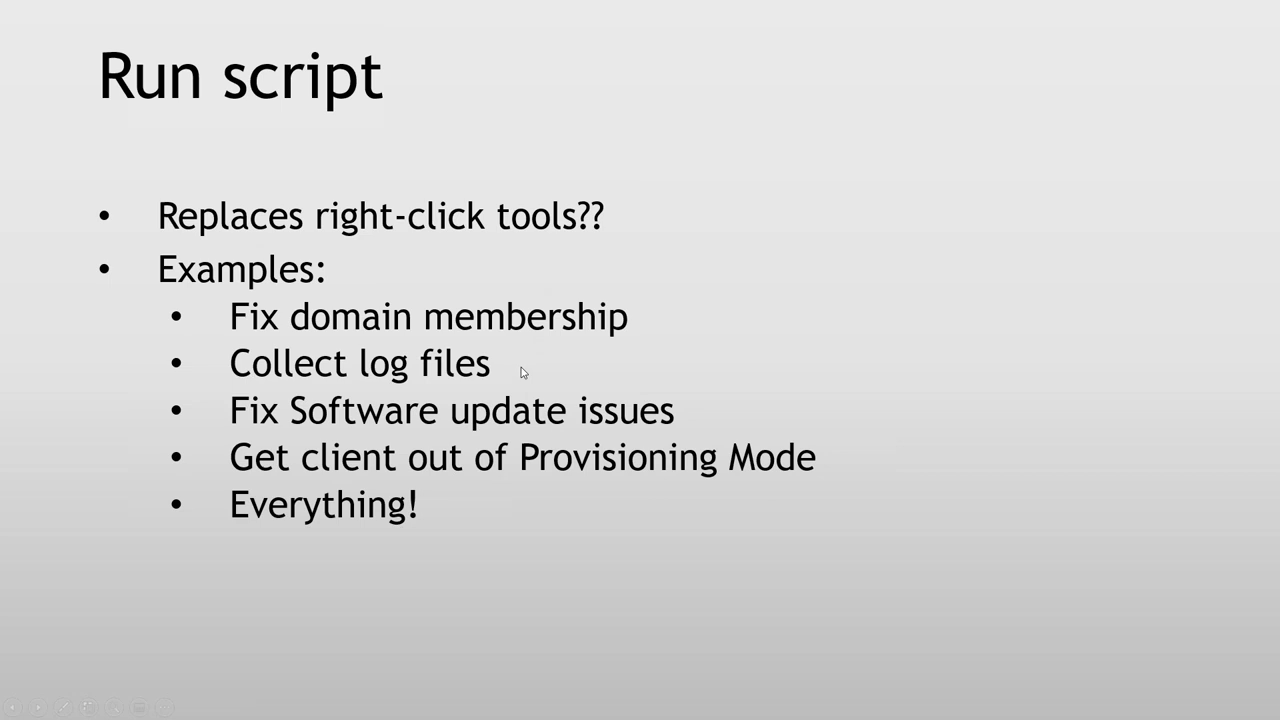 Run script
• Replaces right-click tools??
• Examples:
• Fix domain membership
• Collect log files
• Fix Software update issues
• Get client out of Provisioning Mode
• Everything!